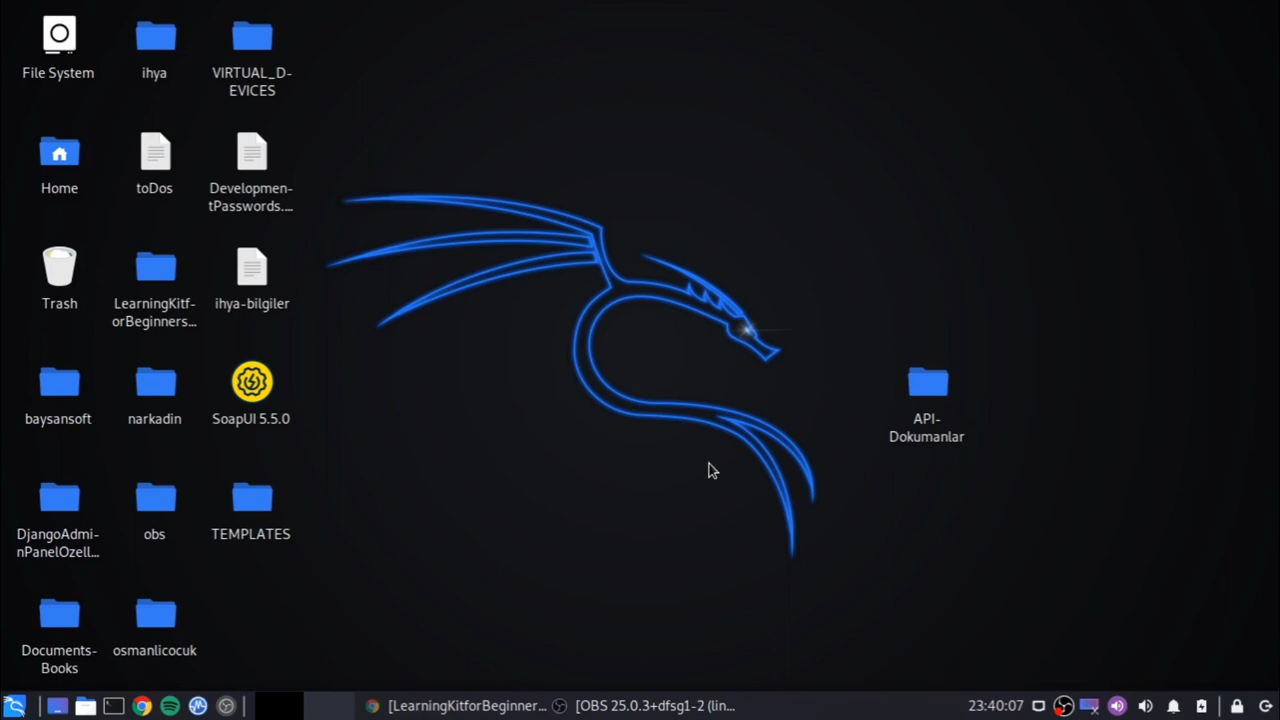 File System
ihya
VIRTUAL_D-
EVICES
Home
toDos
Developmen-
tPasswords....
Trash
LearningKitf-
orBeginners...
ihya-bilgiler
baysansoft
narkadin
SoapUI 5.5.0
API-
Dokumanlar
DjangoAdmi-
nPanelOzell...
obs
TEMPLATES
Documents-
Books
osmanlicocuk
[LearningKitforBeginner...
[OBS 25.0.3+dfsg1-2 (lin...
23:40:07